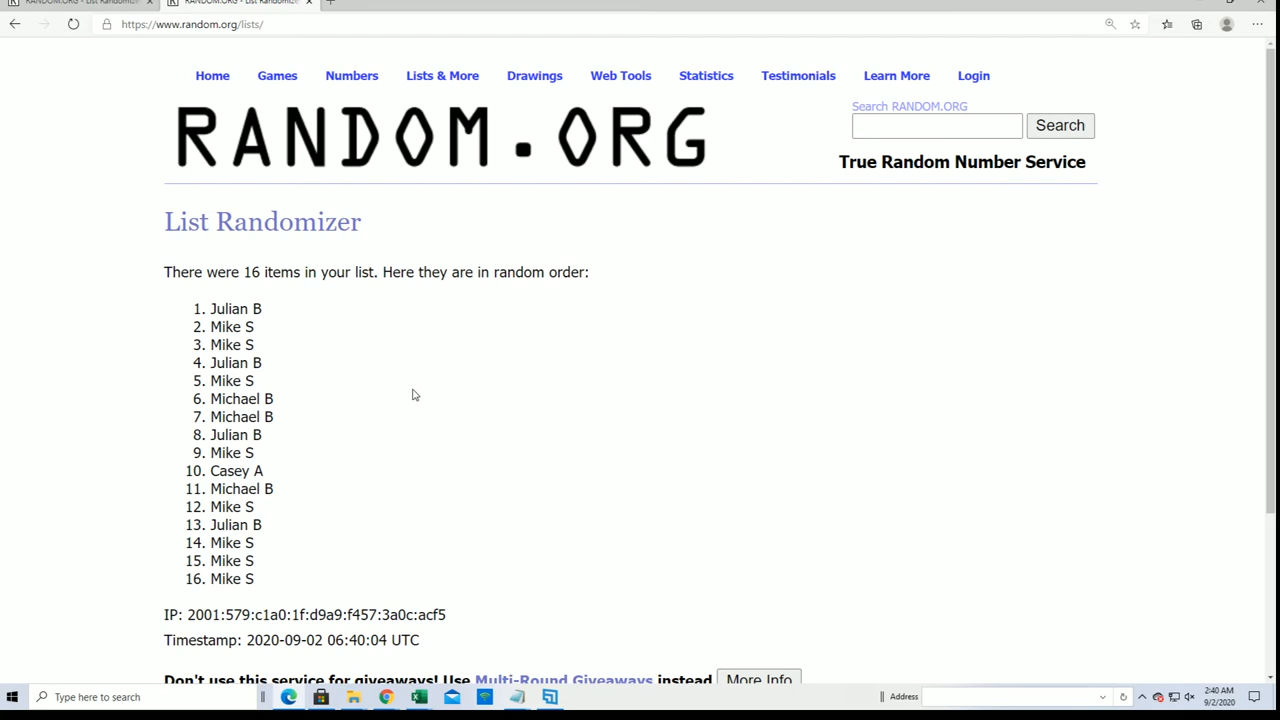 RANDOM.ORG - List Randomize
RANDOM.ORG - List Randomize
https://www.random.org/lists/
Home Games Numbers Lists & More Drawings Web Tools Statistics Testimonials Learn More Login
RANDOM.ORG
Search RANDOM.ORG
Search
True Random Number Service
List Randomizer
There were 16 items in your list. Here they are in random order:
1. Julian B
2. Mike S
3. Mike S
4. Julian B
5. Mike S
6. Michael B
7. Michael B
8. Julian B
9. Mike S
10. Casey A
11. Michael B
12. Mike S
13. Julian B
14. Mike S
15. Mike S
16. Mike S
IP: 2001:579:c1a0:1f:d9a9:f457:3a0c:acf5
Timestamp: 2020-09-02 06:40:04 UTC
Don't use this service for giveaways! Use Multi-Round Giveaways instead More Info
Type here to search
Address
2:40 AM
9/2/2020